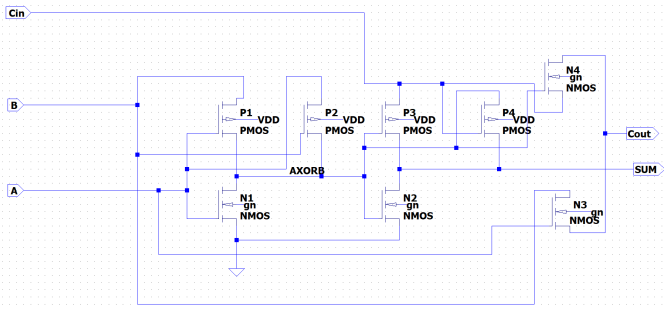 Cin
N4
gn
NMOS
B
P1
VDD
PMOS
P2
VDD
PMOS
P3
VDD
PMOS
P4
VDD
PMOS
Cout
AXORB
SUM
A
N1
gn
NMOS
N2
gn
NMOS
N3
gn
NMOS